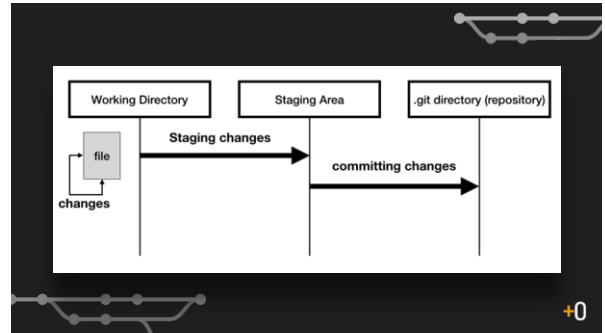 Working Directory
Staging Area
.git directory (repository)
Staging changes
file
committing changes
changes
+0